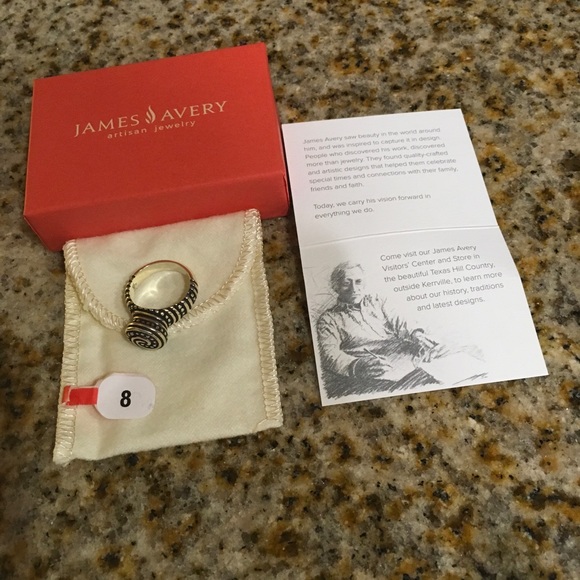 JAMES AVERY
artisan jewelry
James Avery saw beauty in the world around
him, and was inspired to capture it in design.
People who discovered his work, discovered
more than jewelry. They found quality-crafted
and artistic designs that helped them celebrate
special times and connections with their family,
friends and faith.
Today, we carry his vision forward in
everything we do.
Come visit our James Avery
Visitors' Center and Store in
the beautiful Texas Hill Country,
outside Kerrville, to learn more
about our history, traditions
and latest designs.
8